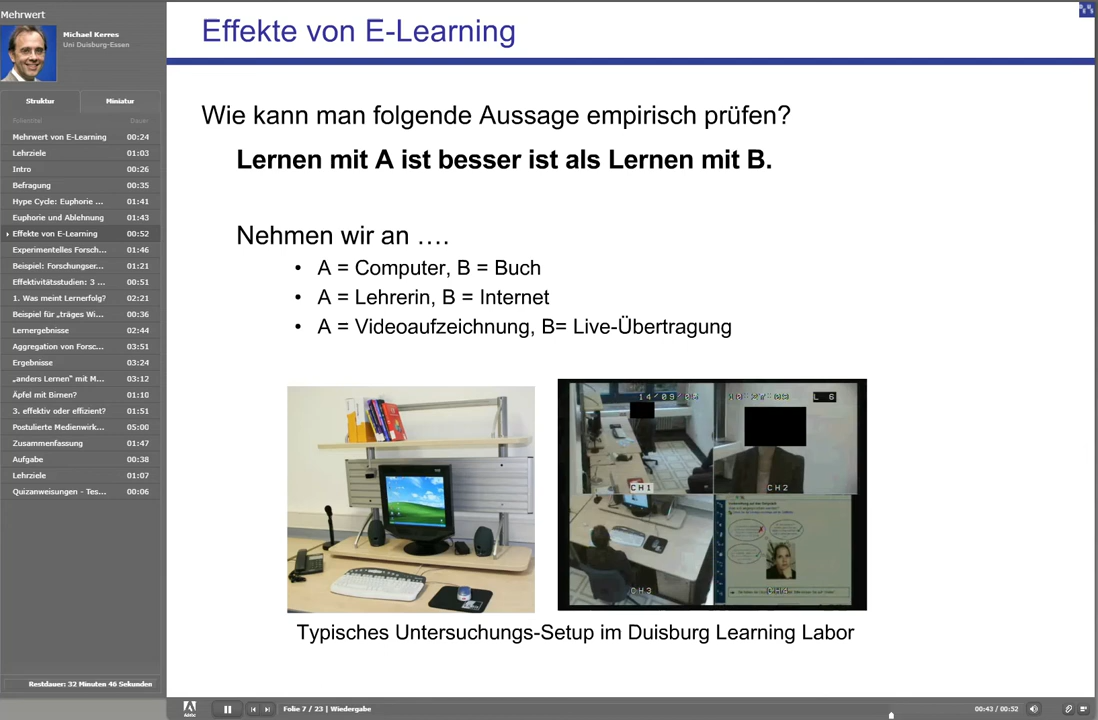 Mehrwert
Michael Kerres
Uni Duisburg-Essen
Struktur
Miniatur
Folientitel
Dauer
Mehrwert von E-Learning 00:24
Lehrziele 01:03
Intro 00:26
Befragung 00:35
Hype Cycle: Euphorie ... 01:41
Euphorie und Ablehnung 01:43
Effekte von E-Learning 00:52
Experimentelles Forsch... 01:46
Beispiel: Forschungser... 01:21
Effektivitätsstudien: 3 ... 00:51
1. Was meint Lernerfolg? 02:21
Beispiel für „träges Wi... 00:36
Lernergebnisse 02:44
Aggregation von Forsc... 03:51
Ergebnisse 03:24
„anders Lernen“ mit M... 03:12
Äpfel mit Birnen? 01:10
3. effektiv oder effizient? 01:51
Postulierte Medienwirk... 05:00
Zusammenfassung 01:47
Aufgabe 00:38
Lehrziele 01:07
Quizanweisungen - Tes... 00:06
Restdauer: 32 Minuten 46 Sekunden
Effekte von E-Learning
Wie kann man folgende Aussage empirisch prüfen?
Lernen mit A ist besser ist als Lernen mit B.
Nehmen wir an ....
• A = Computer, B = Buch
• A = Lehrerin, B = Internet
• A = Videoaufzeichnung, B= Live-Übertragung
L 6
CH1
CH2
CH3
CH4
Typisches Untersuchungs-Setup im Duisburg Learning Labor
Adobe
Folie 7 / 23 | Wiedergabe
00:43 / 00:52